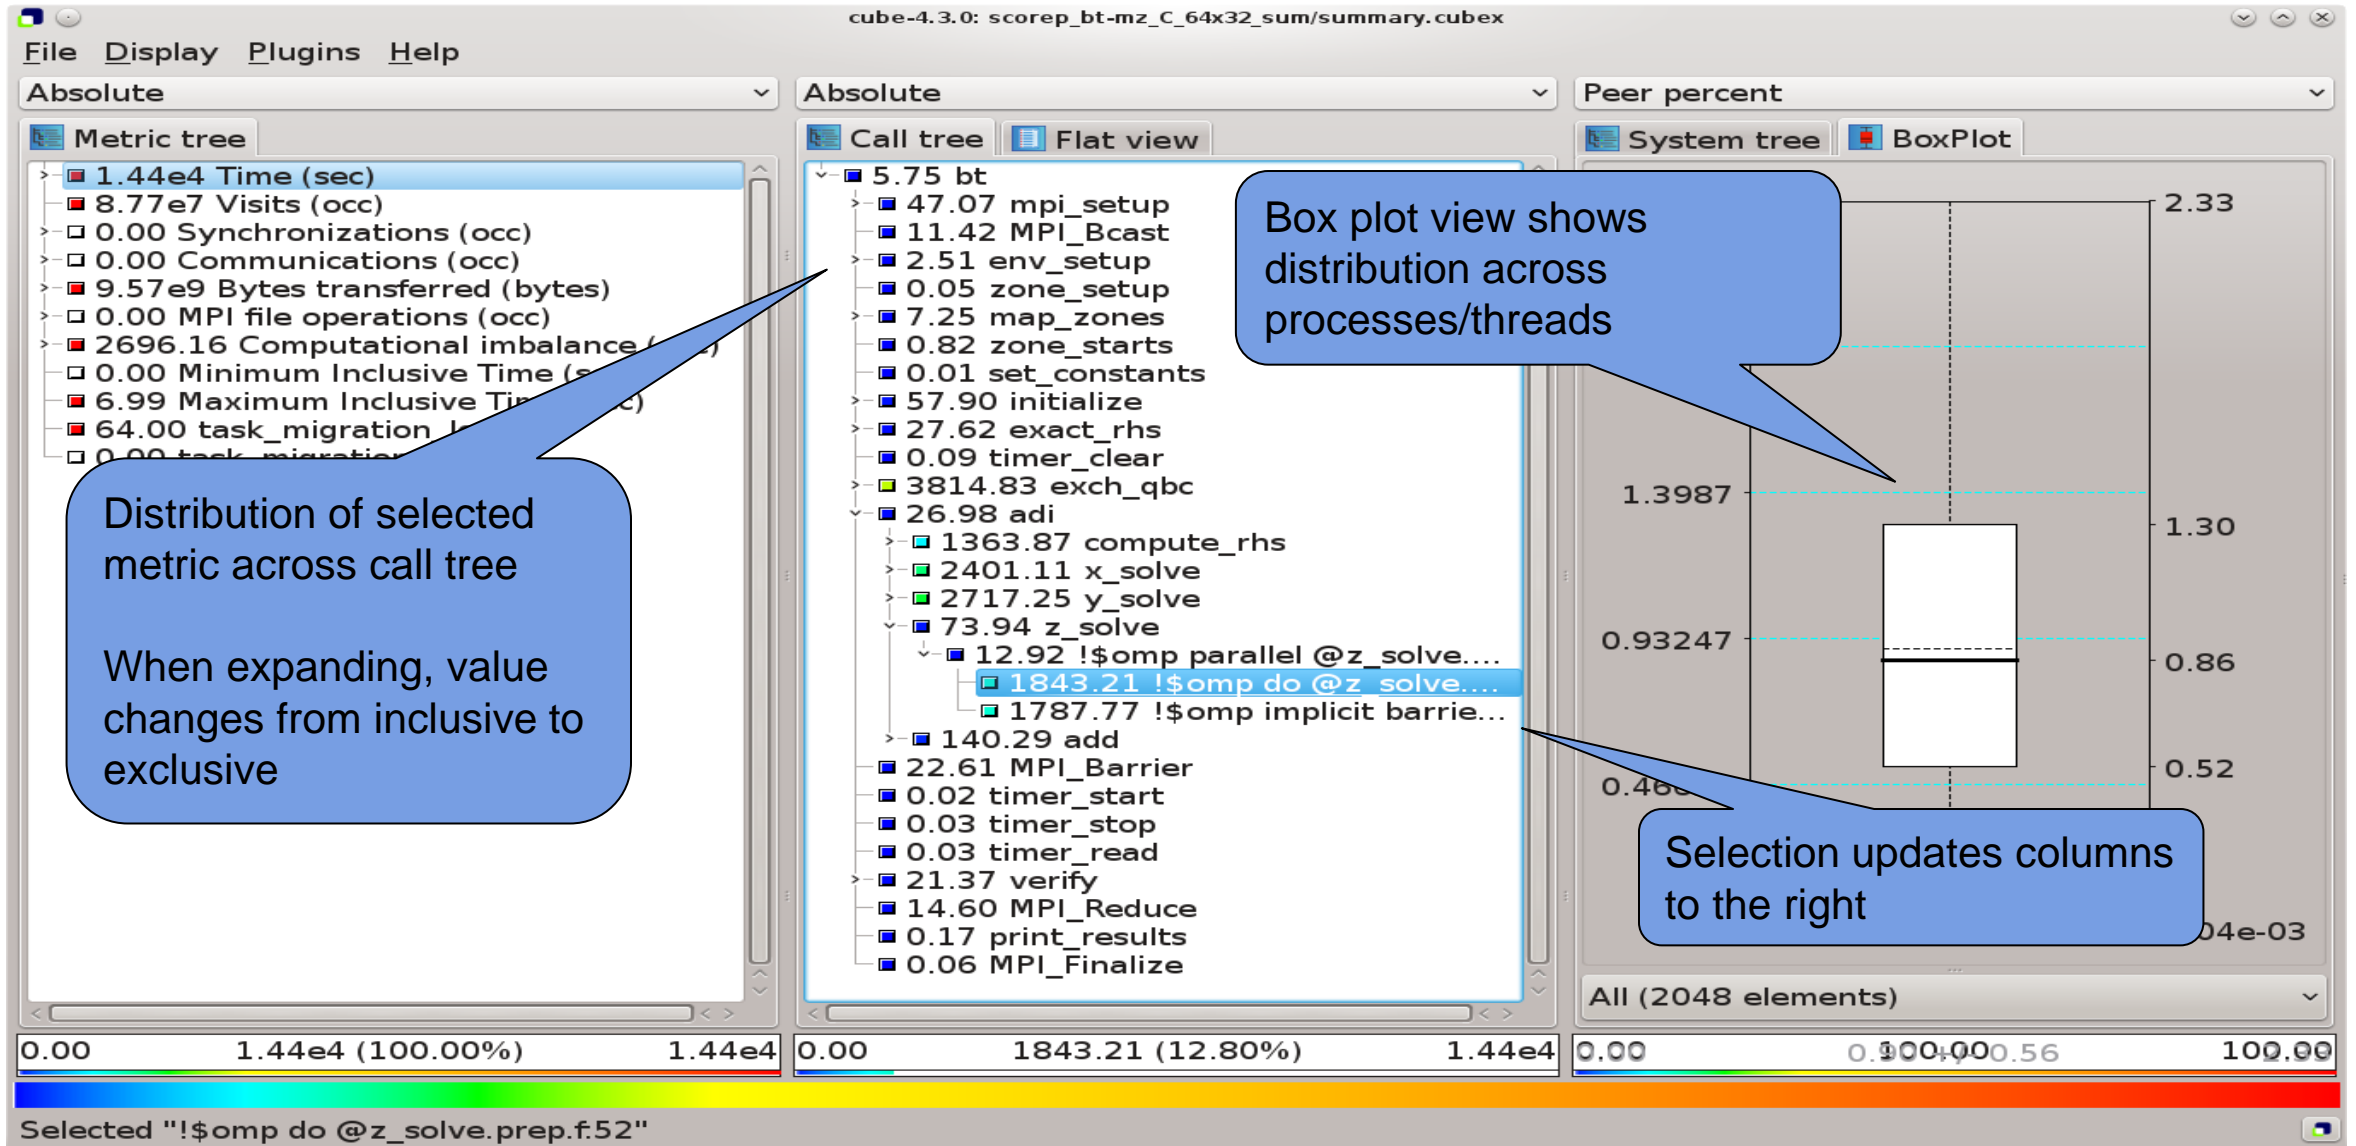 cube-4.3.0: scorep_bt-mz_C_64x32_sum/summary.cubex
File Display Plugins Help
Absolute
Metric tree
1.44e4 Time (sec)
8.77e7 Visits (occ)
0.00 Synchronizations (occ)
0.00 Communications (occ)
9.57e9 Bytes transferred (bytes)
0.00 MPI file operations (occ)
2696.16 Computational imbalance
0.00 Minimum Inclusive Time
6.99 Maximum Inclusive
64.00 task_migration
0.00 task_migration
Distribution of selected
metric across call tree
When expanding, value
changes from inclusive to
exclusive
0.00 1.44e4 (100.00%) 1.44e4
Absolute
Call tree
Flat view
5.75 bt
47.07 mpi_setup
11.42 MPI_Bcast
2.51 env_setup
0.05 zone_setup
7.25 map_zones
0.82 zone_starts
0.01 set_constants
57.90 initialize
27.62 exact_rhs
0.09 timer_clear
3814.83 exch_qbc
26.98 adi
1363.87 compute_rhs
2401.11 x_solve
2717.25 y_solve
73.94 z_solve
12.92 !$omp parallel @z_solve....
1843.21 !$omp do @z_solve....
1787.77 !$omp implicit barrie...
140.29 add
22.61 MPI_Barrier
0.02 timer_start
0.03 timer_stop
0.03 timer_read
21.37 verify
14.60 MPI_Reduce
0.17 print_results
0.06 MPI_Finalize
0.00 1843.21 (12.80%) 1.44e4
Peer percent
System tree
BoxPlot
Box plot view shows
distribution across
processes/threads
2.33
1.3987
1.30
0.93247
0.86
0.52
Selection updates columns
to the right
All (2048 elements)
Selected "!$omp do @z_solve.prep.f:52"